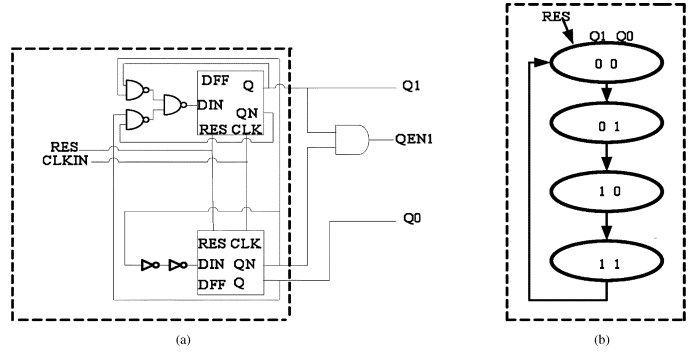 RES
Q1 Q0
DFF Q
DIN
QN
RES CLK
Q1
QEN1
RES
CLKIN
Q0
RES CLK
DIN QN
DFF Q
0 0
0 1
1 0
1 1
(a)
(b)